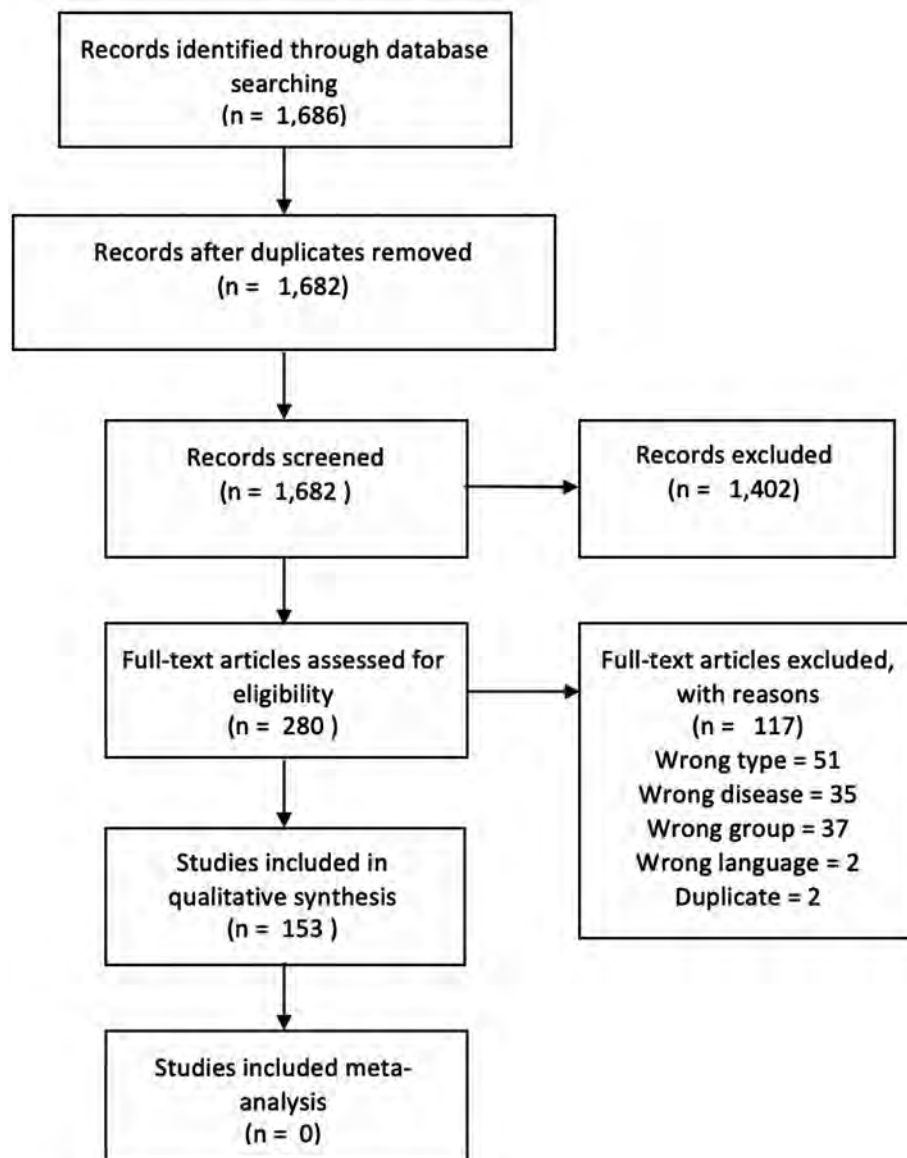 Records identified through database
searching
(n = 1,686)
Records after duplicates removed
(n = 1,682)
Records screened
(n = 1,682 )
Records excluded
(n = 1,402)
Full-text articles assessed for
eligibility
(n = 280 )
Full-text articles excluded,
with reasons
(n = 117)
Wrong type = 51
Wrong disease = 35
Wrong group = 37
Wrong language = 2
Duplicate = 2
Studies included in
qualitative synthesis
(n = 153 )
Studies included meta-
analysis
(n = 0)